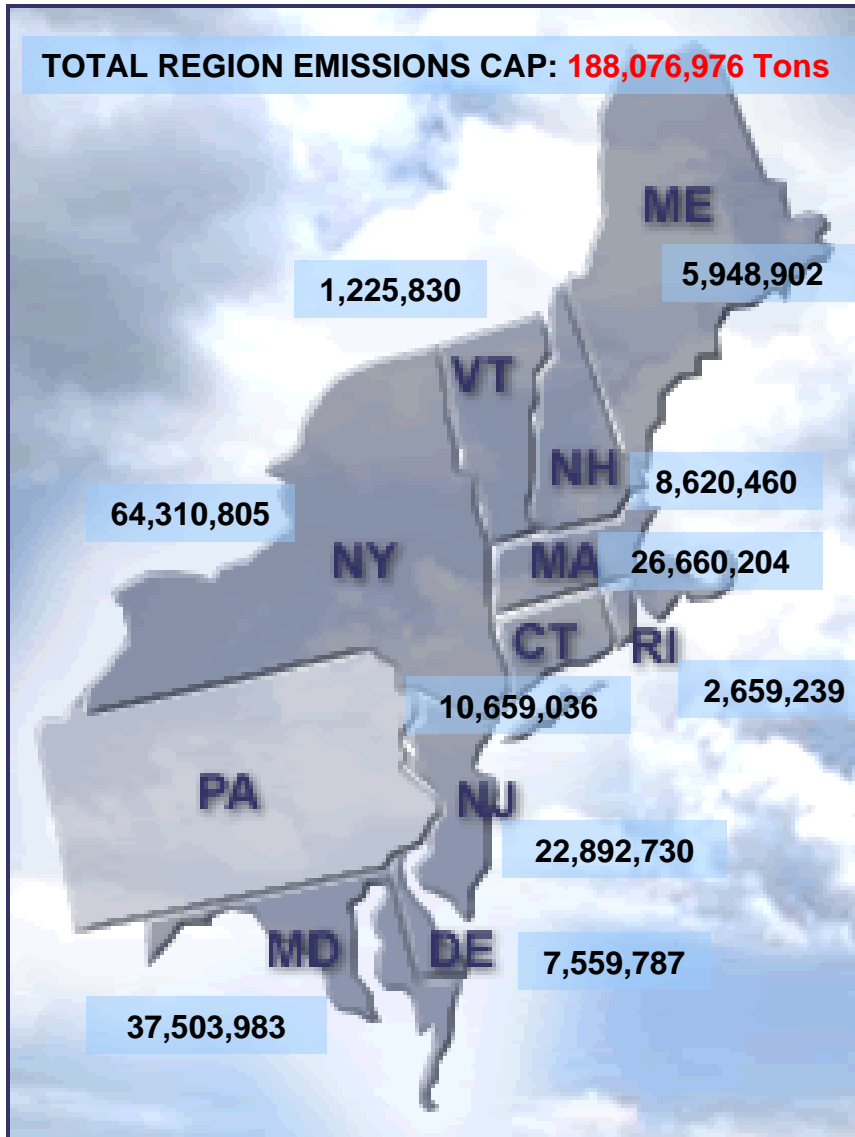 TOTAL REGION EMISSIONS CAP: 188,076,976 Tons
ME
5,948,902
1,225,830
VT
NH
8,620,460
64,310,805
NY
MA
26,660,204
CT
RI
2,659,239
10,659,036
PA
NJ
22,892,730
MD
DE
7,559,787
37,503,983